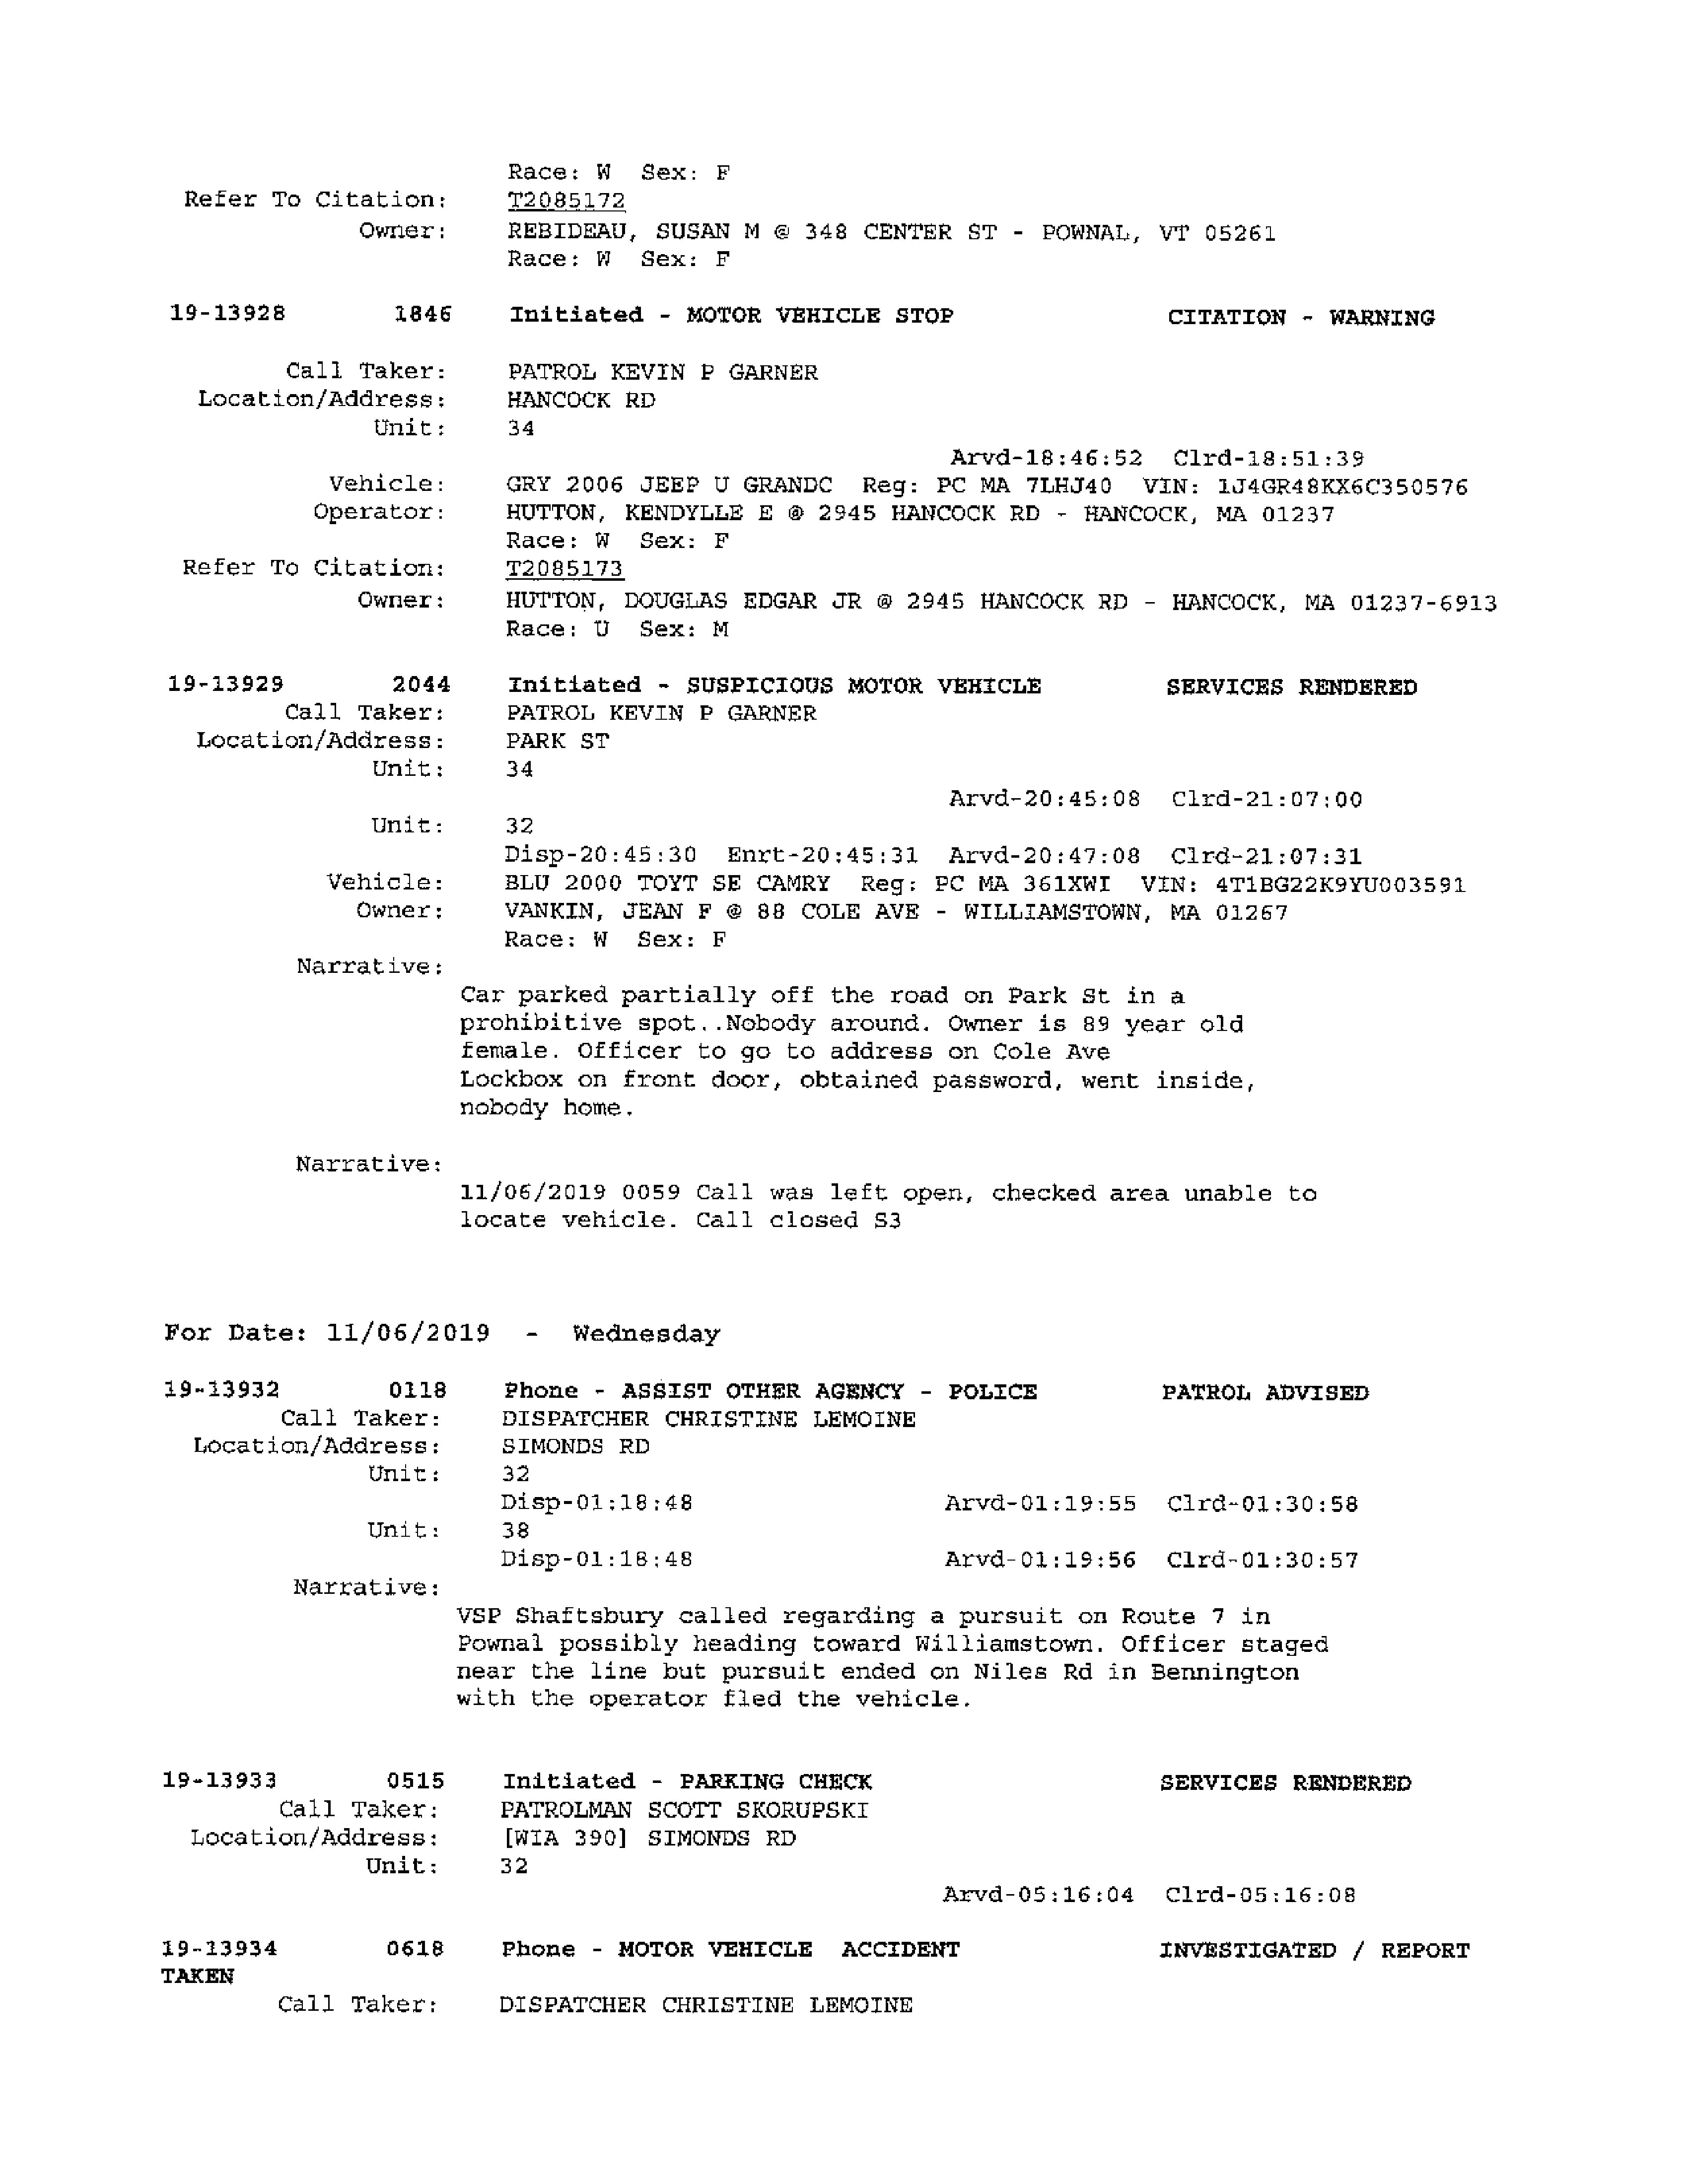 Race: W Sex: F
Refer To Citation: T2085172
Owner: REBIDEAU, SUSAN M @ 348 CENTER ST - POWNAL, VT 05261
Race: W Sex: F
19-13928 1846 Initiated - MOTOR VEHICLE STOP CITATION - WARNING
Call Taker: PATROL KEVIN P GARNER
Location/Address: HANCOCK RD
Unit: 34
Arvd-18:46:52 Clrd-18:51:39
Vehicle: GRY 2006 JEEP U GRANDC Reg: PC MA 7LHJ40 VIN: 1J4GR48KX6C350576
Operator: HUTTON, KENDYLLE E @ 2945 HANCOCK RD - HANCOCK, MA 01237
Race: W Sex: F
Refer To Citation: T2085173
Owner: HUTTON, DOUGLAS EDGAR JR @ 2945 HANCOCK RD - HANCOCK, MA 01237-6913
Race: U Sex: M
19-13929 2044 Initiated - SUSPICIOUS MOTOR VEHICLE SERVICES RENDERED
Call Taker: PATROL KEVIN P GARNER
Location/Address: PARK ST
Unit: 34
Arvd-20:45:08 Clrd-21:07:00
Unit: 32
Disp-20:45:30 Enrt-20:45:31 Arvd-20:47:08 Clrd-21:07:31
Vehicle: BLU 2000 TOYT SE CAMRY Reg: PC MA 361XWI VIN: 4T1BG22K9YU003591
Owner: VANKIN, JEAN F @ 88 COLE AVE - WILLIAMSTOWN, MA 01267
Race: W Sex: F
Narrative:
Car parked partially off the road on Park St in a
prohibitive spot..Nobody around. Owner is 89 year old
female. Officer to go to address on Cole Ave
Lockbox on front door, obtained password, went inside,
nobody home.
Narrative:
11/06/2019 0059 Call was left open, checked area unable to
locate vehicle. Call closed S3
For Date: 11/06/2019 - Wednesday
19-13932 0118 Phone - ASSIST OTHER AGENCY - POLICE PATROL ADVISED
Call Taker: DISPATCHER CHRISTINE LEMOINE
Location/Address: SIMONDS RD
Unit: 32
Disp-01:18:48 Arvd-01:19:55 Clrd-01:30:58
Unit: 38
Disp-01:18:48 Arvd-01:19:56 Clrd-01:30:57
Narrative:
VSP Shaftsbury called regarding a pursuit on Route 7 in
Pownal possibly heading toward Williamstown. Officer staged
near the line but pursuit ended on Niles Rd in Bennington
with the operator fled the vehicle.
19-13933 0515 Initiated - PARKING CHECK SERVICES RENDERED
Call Taker: PATROLMAN SCOTT SKORUPSKI
Location/Address: [WIA 390] SIMONDS RD
Unit: 32
Arvd-05:16:04 Clrd-05:16:08
19-13934 0618 Phone - MOTOR VEHICLE ACCIDENT INVESTIGATED / REPORT
TAKEN
Call Taker: DISPATCHER CHRISTINE LEMOINE